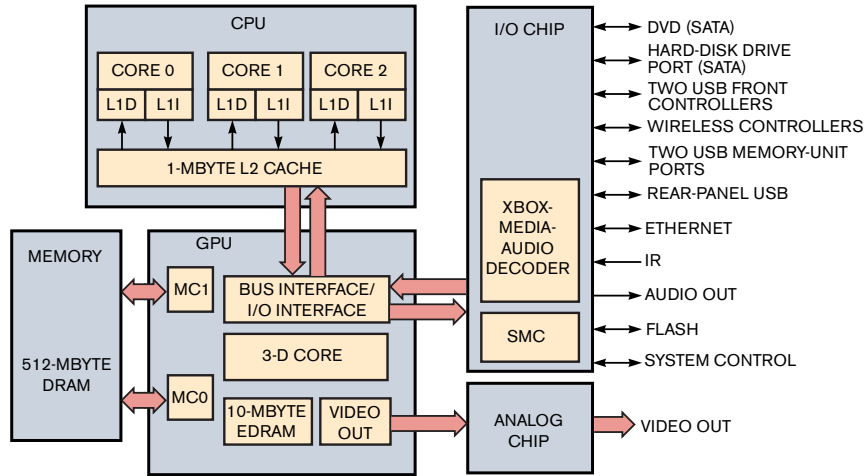 CPU
CORE 0
CORE 1
CORE 2
L1D
L1I
L1D
L1I
L1D
L1I
1-MBYTE L2 CACHE
I/O CHIP
XBOX-
MEDIA-
AUDIO
DECODER
SMC
DVD (SATA)
HARD-DISK DRIVE
PORT (SATA)
TWO USB FRONT
CONTROLLERS
WIRELESS CONTROLLERS
TWO USB MEMORY-UNIT
PORTS
REAR-PANEL USB
ETHERNET
IR
AUDIO OUT
FLASH
SYSTEM CONTROL
MEMORY
512-MBYTE
DRAM
GPU
MC1
BUS INTERFACE/
I/O INTERFACE
3-D CORE
MC0
10-MBYTE
EDRAM
VIDEO
OUT
ANALOG
CHIP
VIDEO OUT